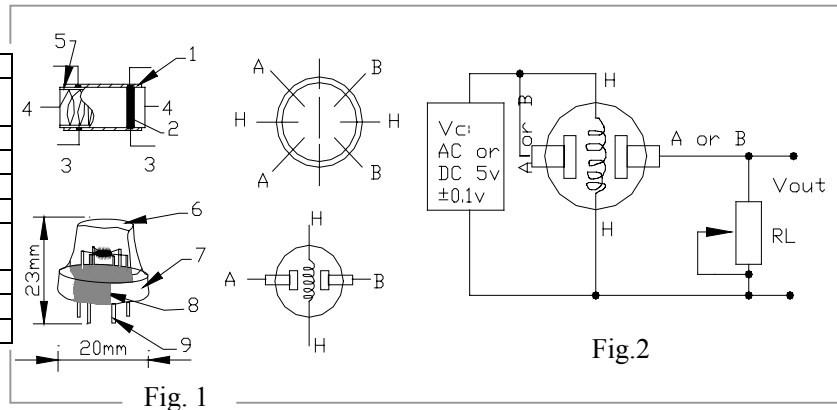 5
1
4
4
2
3
3
A
B
H
H
A
B
6
7
8
9
23mm
20mm
H
A
B
H
Fig. 1
Vc:
AC or
DC 5v
±0.1v
A or B
H
H
A or B
Vout
RL
Fig.2